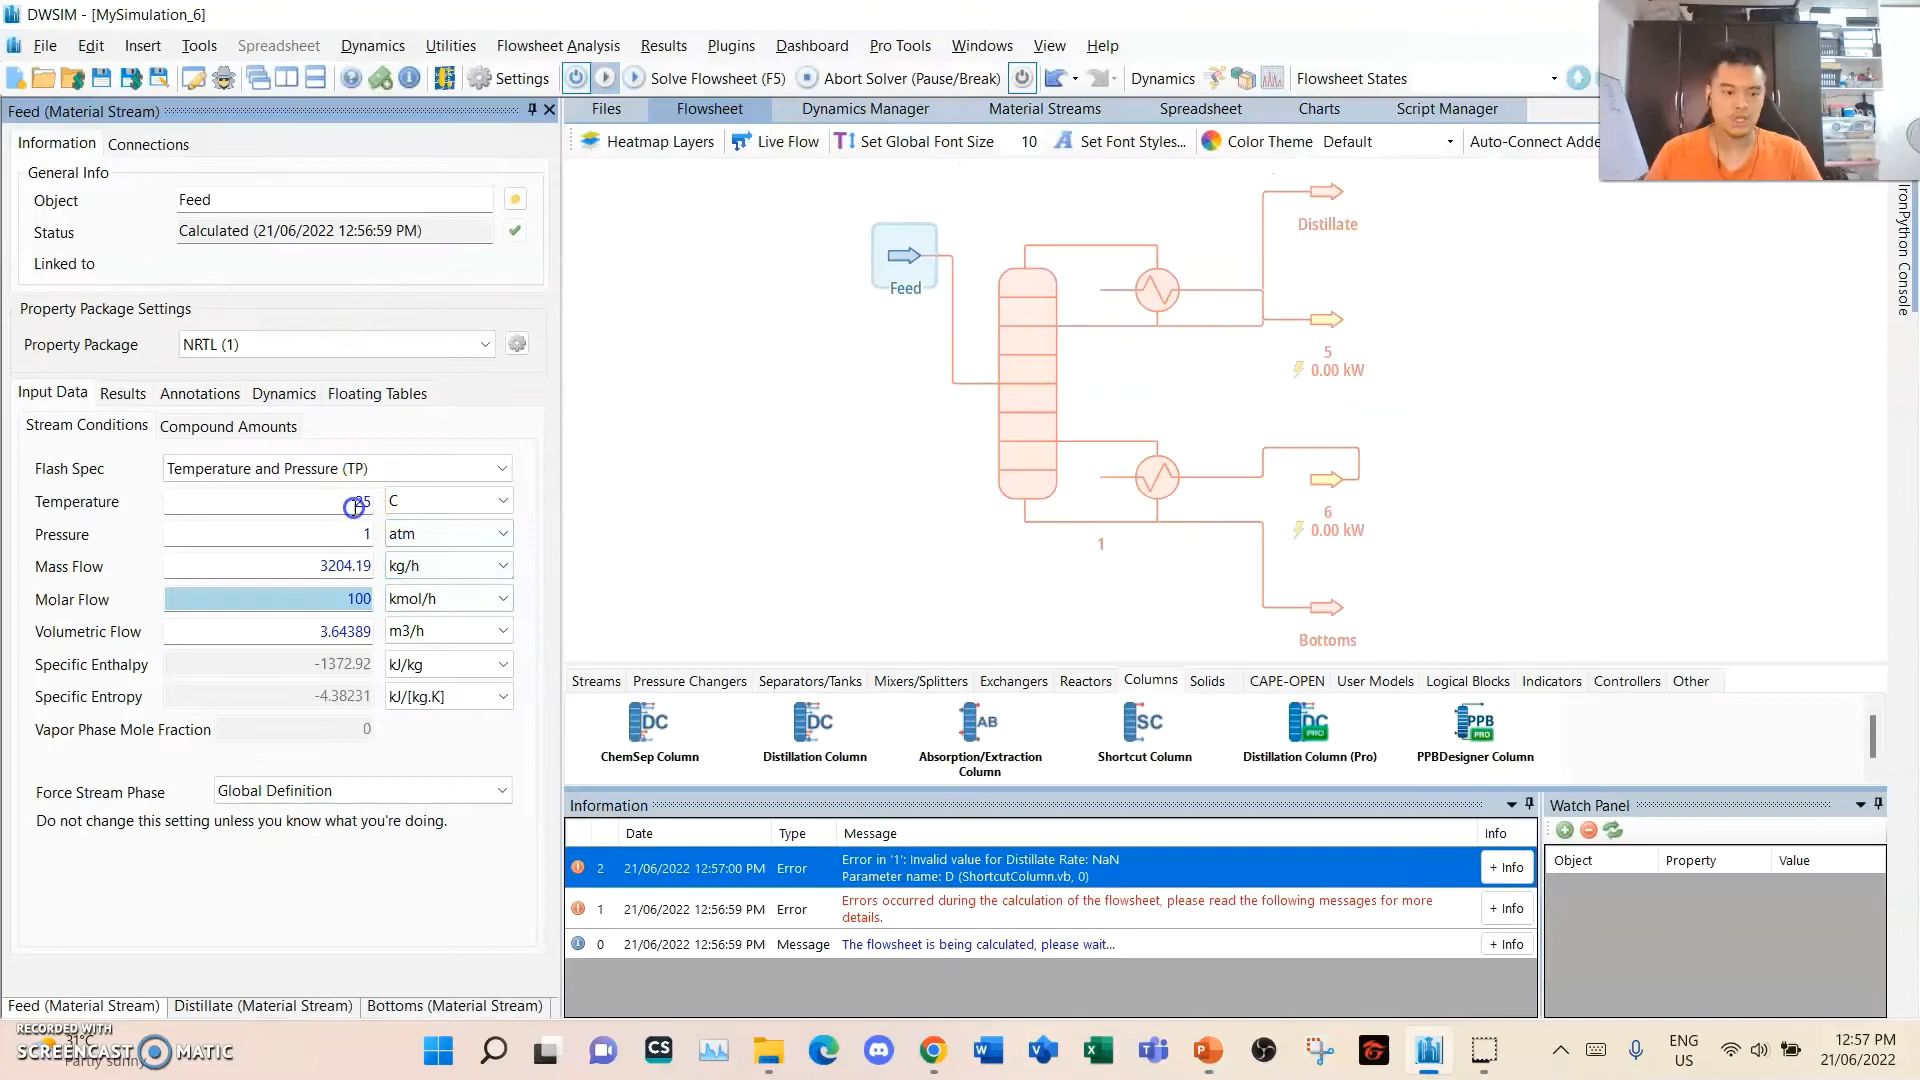 DWSIM - [MySimulation_6]
File Edit Insert Tools Spreadsheet Dynamics Utilities Flowsheet Analysis Results Plugins Dashboard Pro Tools Windows View Help
Settings Solve Flowsheet (F5) Abort Solver (Pause/Break) Dynamics Flowsheet States
Feed (Material Stream)
Files Flowsheet Dynamics Manager Material Streams Spreadsheet Charts Script Manager
Information Connections
Heatmap Layers Live Flow Set Global Font Size 10 Set Font Styles... Color Theme Default Auto-Connect Adde
General Info
Object Feed
Status Calculated (21/06/2022 12:56:59 PM)
Linked to
Property Package Settings
Property Package NRTL (1)
Input Data Results Annotations Dynamics Floating Tables
Stream Conditions Compound Amounts
Flash Spec Temperature and Pressure (TP)
Temperature 25 C
Pressure 1 atm
Mass Flow 3204.19 kg/h
Molar Flow 100 kmol/h
Volumetric Flow 3.64389 m3/h
Specific Enthalpy -1372.92 kJ/kg
Specific Entropy -4.38231 kJ/[kg.K]
Vapor Phase Mole Fraction 0
Force Stream Phase Global Definition
Do not change this setting unless you know what you're doing.
Feed (Material Stream) Distillate (Material Stream) Bottoms (Material Stream)
Feed
Distillate
5
0.00 kW
6
0.00 kW
1
Bottoms
IronPython Console
Streams Pressure Changers Separators/Tanks Mixers/Splitters Exchangers Reactors Columns Solids CAPE-OPEN User Models Logical Blocks Indicators Controllers Other
DC DC AB SC DC PRO PPB PRO
ChemSep Column Distillation Column Absorption/Extraction Column Shortcut Column Distillation Column (Pro) PPBDesigner Column
Information
Date Type Message Info
2 21/06/2022 12:57:00 PM Error Error in '1': Invalid value for Distillate Rate: NaN
Parameter name: D (ShortcutColumn.vb, 0) + Info
1 21/06/2022 12:56:59 PM Error Errors occurred during the calculation of the flowsheet, please read the following messages for more
details. + Info
0 21/06/2022 12:56:59 PM Message The flowsheet is being calculated, please wait... + Info
Watch Panel
Object Property Value
RECORDED WITH
SCREENCAST MATIC
31°C
Partly sunny
CS W V X T P
ENG
US
12:57 PM
21/06/2022